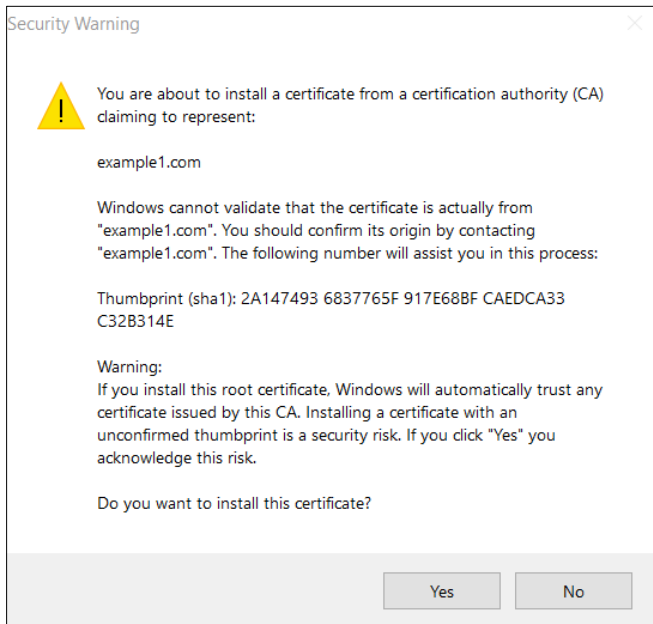 Security Warning
You are about to install a certificate from a certification authority (CA)
claiming to represent:
example1.com
Windows cannot validate that the certificate is actually from
"example1.com". You should confirm its origin by contacting
"example1.com". The following number will assist you in this process:
Thumbprint (sha1): 2A147493 6837765F 917E68BF CAEDCA33
C32B314E
Warning:
If you install this root certificate, Windows will automatically trust any
certificate issued by this CA. Installing a certificate with an
unconfirmed thumbprint is a security risk. If you click "Yes" you
acknowledge this risk.
Do you want to install this certificate?
Yes No